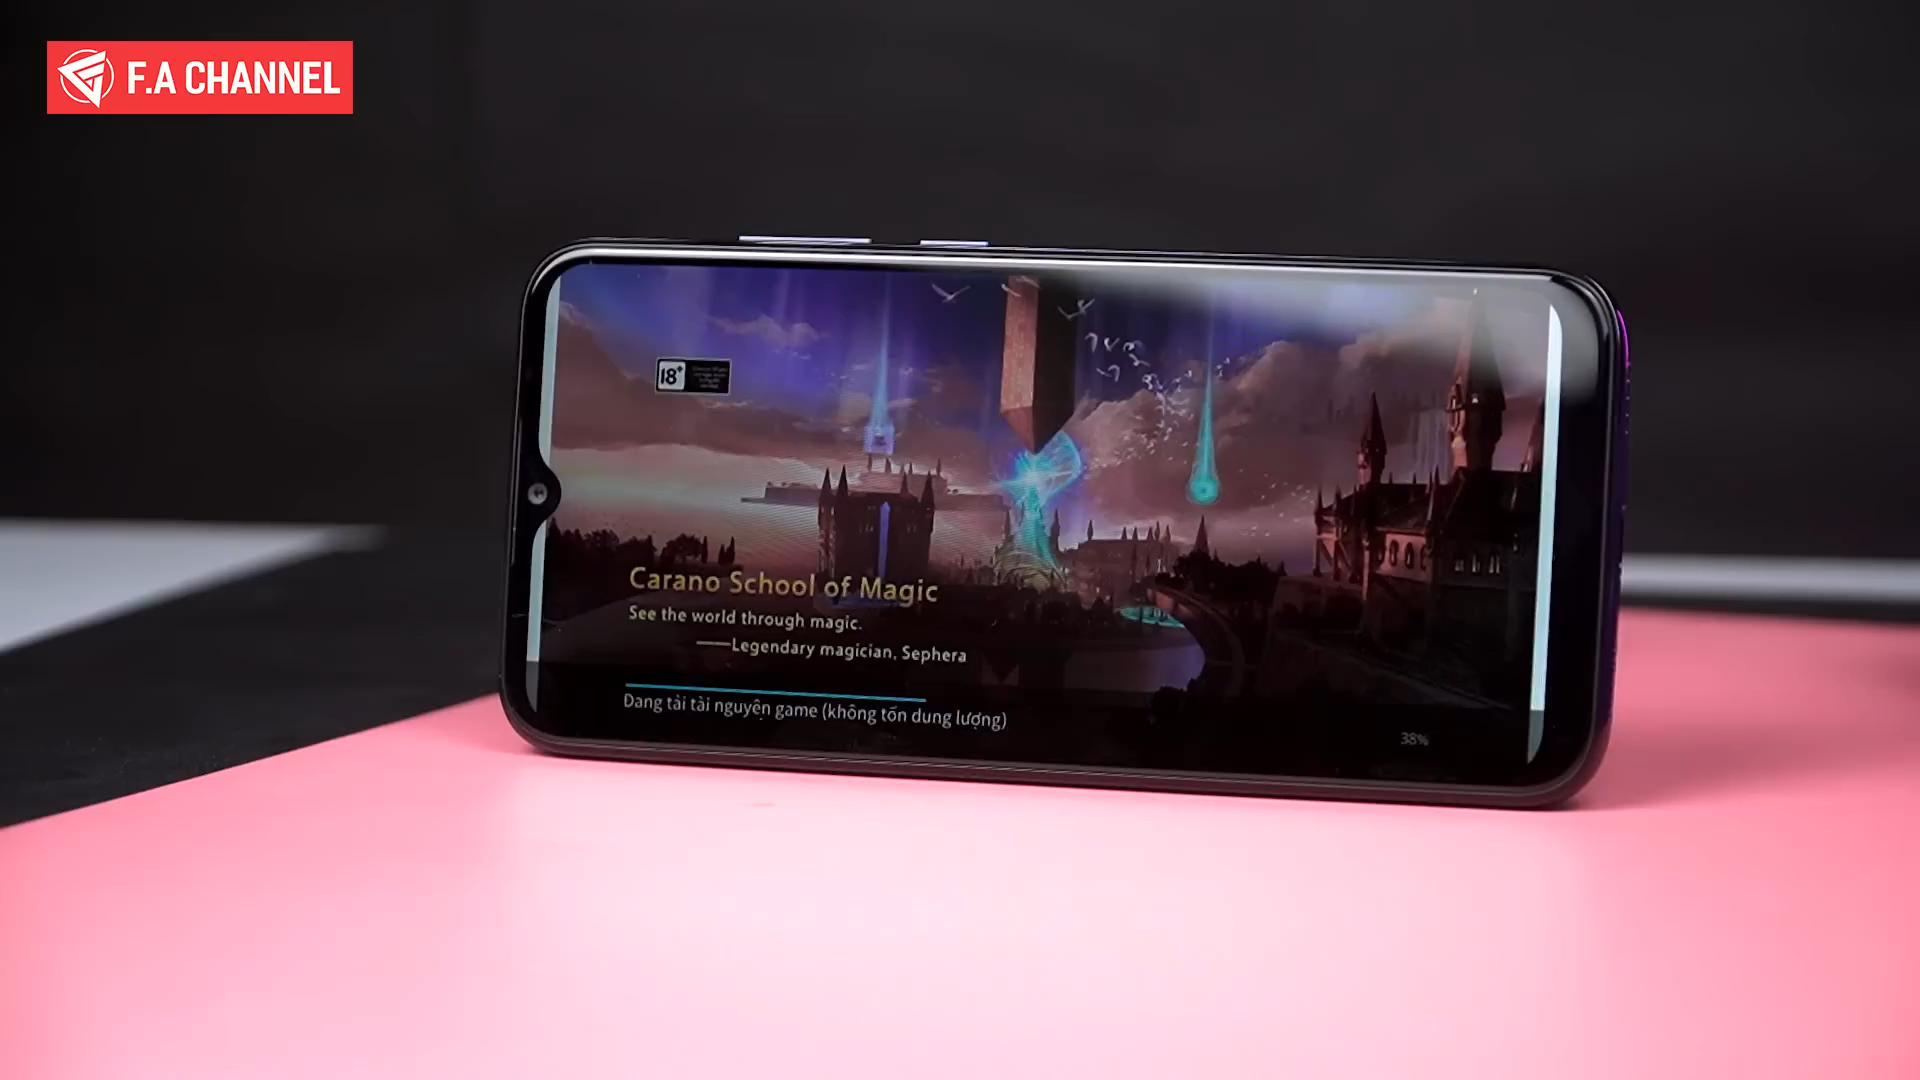 F.A CHANNEL
18+
Carano School of Magic
See the world through magic.
——Legendary magician, Sephera
Đang tải tài nguyên game (không tốn dung lượng)
38%